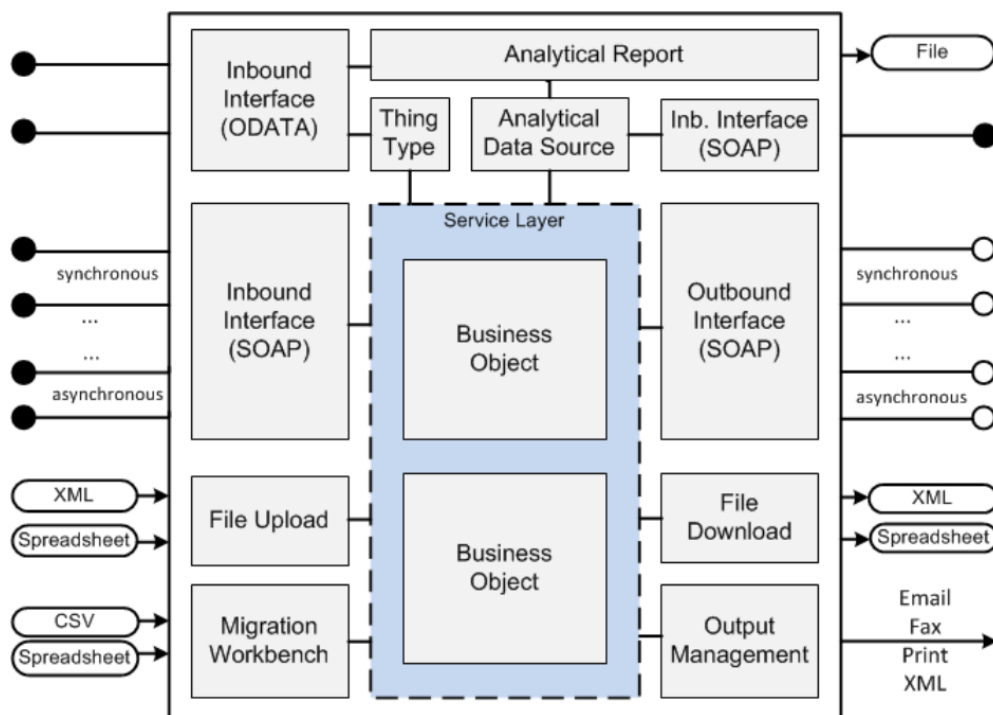 Inbound
Interface
(ODATA)
Analytical Report
File
Thing
Type
Analytical
Data Source
Inb. Interface
(SOAP)
Service Layer
synchronous
...
...
asynchronous
Inbound
Interface
(SOAP)
Business
Object
Outbound
Interface
(SOAP)
synchronous
...
...
asynchronous
XML
Spreadsheet
File Upload
Business
Object
File
Download
XML
Spreadsheet
CSV
Spreadsheet
Migration
Workbench
Output
Management
Email
Fax
Print
XML